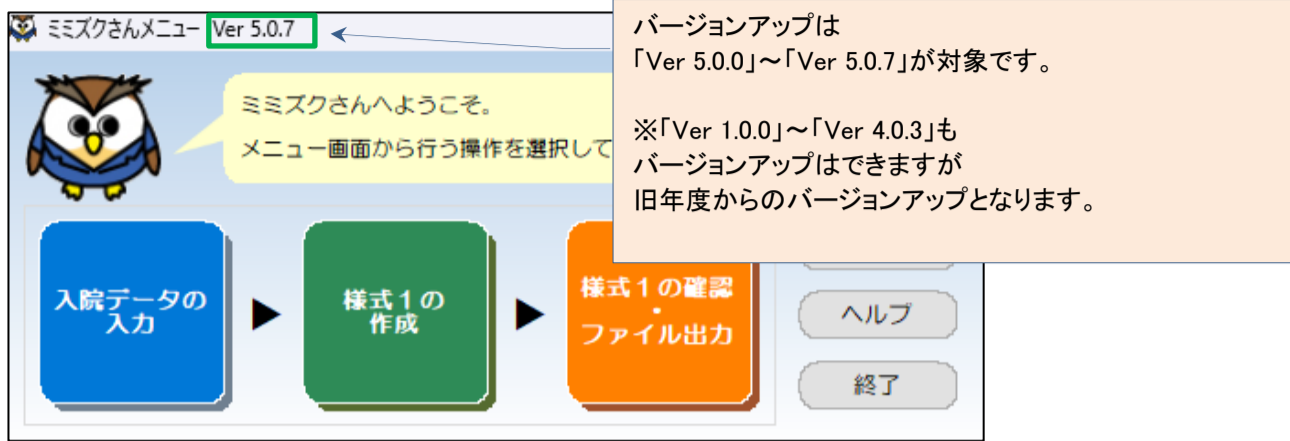 ミミズクさんメニュー Ver 5.0.7
バージョンアップは
「Ver 5.0.0」～「Ver 5.0.7」が対象です。
※「Ver 1.0.0」～「Ver 4.0.3」も
バージョンアップはできますが
旧年度からのバージョンアップとなります。
ミミズクさんへようこそ。
メニュー画面から行う操作を選択して
入院データの
入力
▶
様式1の
作成
▶
様式1の確認
・
ファイル出力
ヘルプ
終了